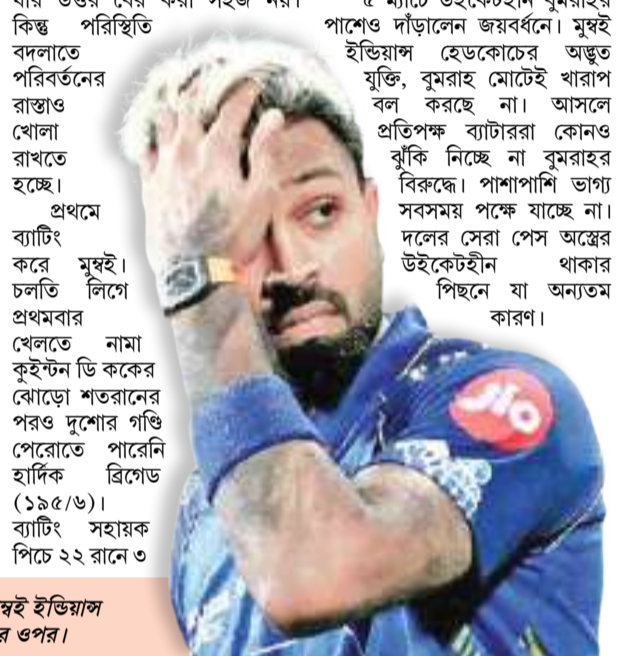 কিন্তু পরিস্থিতি
বদলাতে
পরিবর্তনের
রাস্তাও
খোলা
রাখতে
হচ্ছে।
প্রথমে
ব্যাটিং
করে মুম্বই।
চলতি লিগে
প্রথমবার
খেলতে নামা
কুইন্টন ডি ককের
ঝোড়ো শতরানের
পরও দুশোর গণ্ডি
পেরোতে পারেনি
হার্দিক ব্রিগেড
(১৯৫/৬)।
ব্যাটিং সহায়ক
পিচে ২২ রানে ৩
পাশেও দাঁড়ালেন জয়বর্ধনে। মুম্বই
ইন্ডিয়ান্স হেডকোচের অদ্ভুত
যুক্তি, বুমরাহ মোটেই খারাপ
বল করছে না। আসলে
প্রতিপক্ষ ব্যাটাররা কোনও
ঝুঁকি নিচ্ছে না বুমরাহর
বিরুদ্ধে। পাশাপাশি ভাগ্য
সবসময় পক্ষে যাচ্ছে না।
দলের সেরা পেস অস্ত্রের
উইকেটহীন থাকার
পিছনে যা অন্যতম
কারণ।
Jio
ইন্ডিয়ান্স
ওপর।